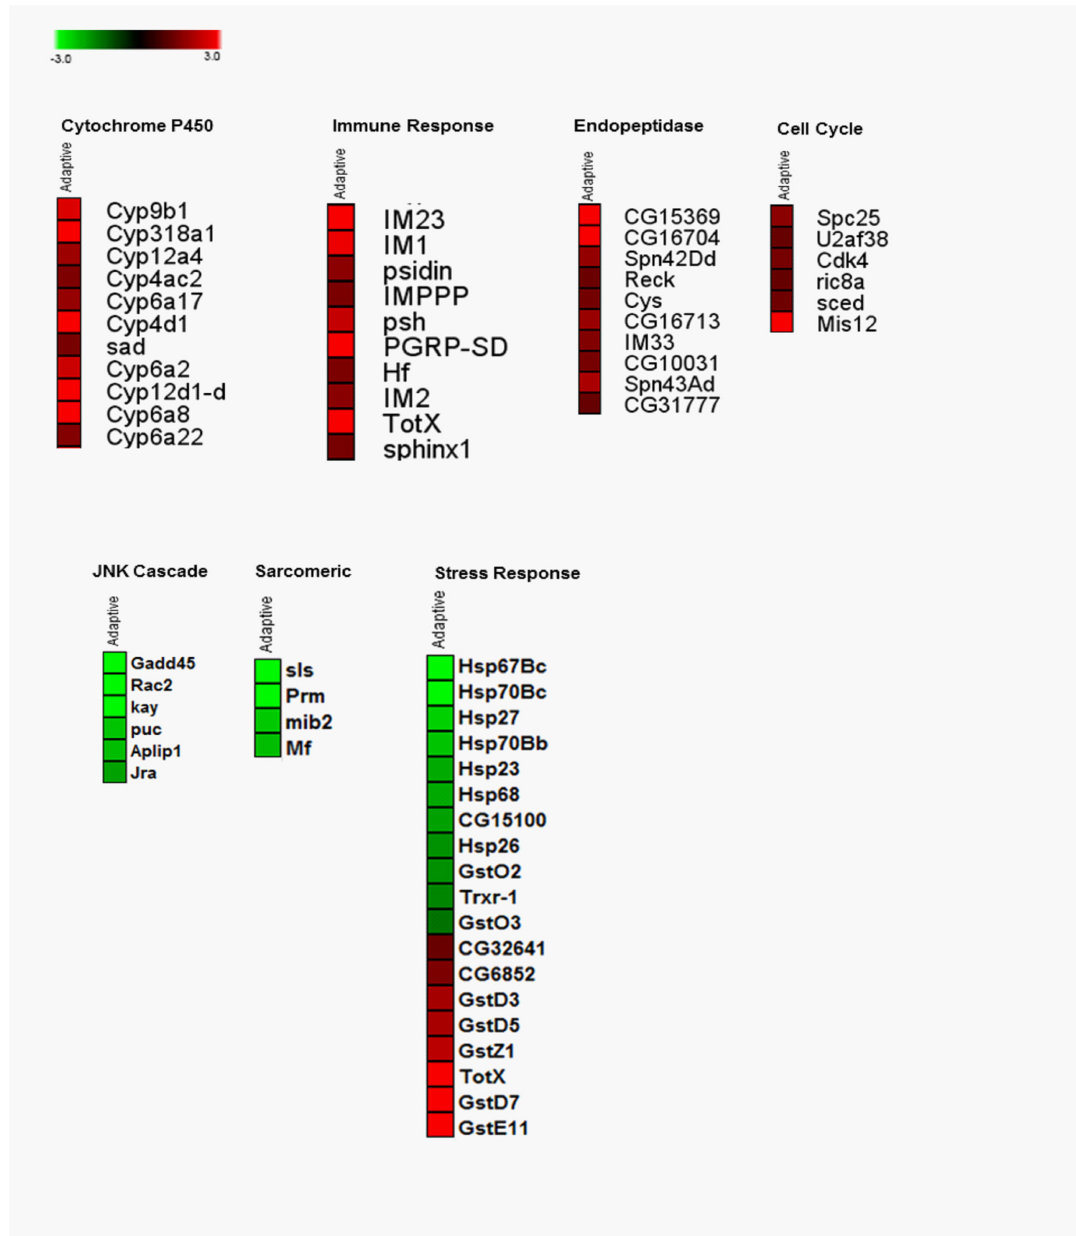 -3.0 3.0
Cytochrome P450
Adaptive
Cyp9b1
Cyp318a1
Cyp12a4
Cyp4ac2
Cyp6a17
Cyp4d1
sad
Cyp6a2
Cyp12d1-d
Cyp6a8
Cyp6a22
Immune Response
Adaptive
IM23
IM1
psidin
IMPPP
psh
PGRP-SD
Hf
IM2
TotX
sphinx1
Endopeptidase
Adaptive
CG15369
CG16704
Spn42Dd
Reck
Cys
CG16713
IM33
CG10031
Spn43Ad
CG31777
Cell Cycle
Adaptive
Spc25
U2af38
Cdk4
ric8a
sced
Mis12
JNK Cascade
Adaptive
Gadd45
Rac2
kay
puc
Aplip1
Jra
Sarcomeric
Adaptive
sls
Prm
mib2
Mf
Stress Response
Adaptive
Hsp67Bc
Hsp70Bc
Hsp27
Hsp70Bb
Hsp23
Hsp68
CG15100
Hsp26
GstO2
Trxr-1
GstO3
CG32641
CG6852
GstD3
GstD5
GstZ1
TotX
GstD7
GstE11